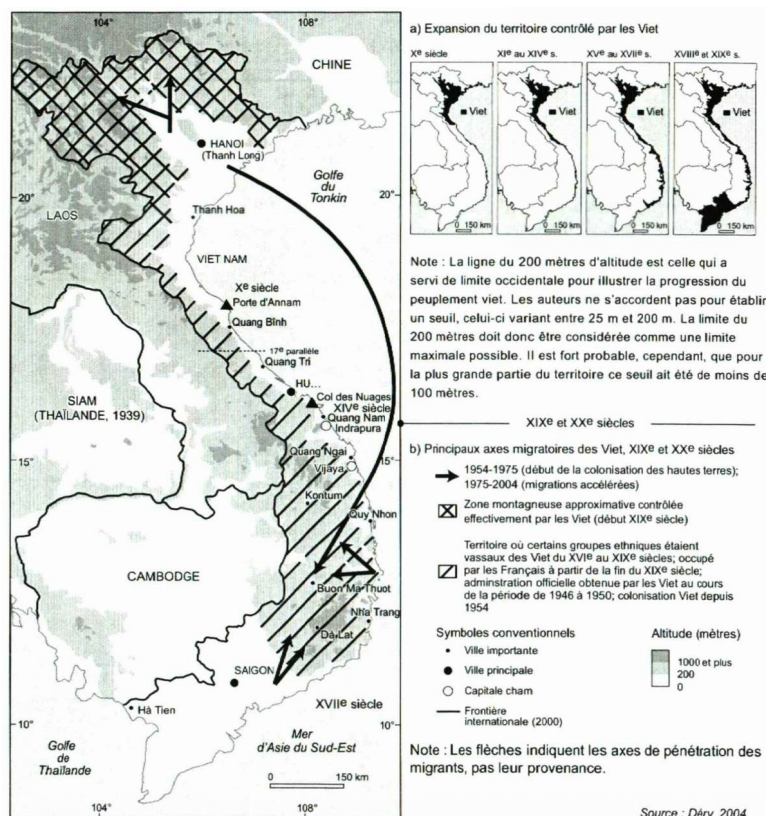 104°
108°
CHINE
HANOI
(Thanh Long)
Golfe
du
Tonkin
20°
20°
LAOS
Thanh Hoa
VIET NAM
Xe siècle
Porte d'Annam
Quang Bình
17e parallèle
Quang Tri
HU...
Col des Nuages
XIVe siècle
Quang Nam
Indrapura
SIAM
(THAÏLANDE, 1939)
15°
15°
Quang Ngai
Vijaya
Kontum
Quy Nhon
CAMBODGE
Buon Ma Thuot
Nha Trang
Da Lat
SAIGON
XVIIe siècle
10°
10°
Hà Tien
Golfe
de
Thaïlande
Mer
d'Asie du Sud-Est
0 150 km
104°
108°
a) Expansion du territoire contrôlé par les Viet
Xe siècle
XIe au XIVe s.
XVe au XVIIe s.
XVIIIe et XIXe s.
Viet
Viet
Viet
Viet
0 150 km
0 150 km
0 150 km
0 150 km
Note : La ligne du 200 mètres d'altitude est celle qui a
servi de limite occidentale pour illustrer la progression du
peuplement viet. Les auteurs ne s'accordent pas pour établir
un seuil, celui-ci variant entre 25 m et 200 m. La limite du
200 mètres doit donc être considérée comme une limite
maximale possible. Il est fort probable, cependant, que pour
la plus grande partie du territoire ce seuil ait été de moins de
100 mètres.
XIXe et XXe siècles
b) Principaux axes migratoires des Viet, XIXe et XXe siècles
1954-1975 (début de la colonisation des hautes terres);
1975-2004 (migrations accélérées)
Zone montagneuse approximative contrôlée
effectivement par les Viet (début XIXe siècle)
Territoire où certains groupes ethniques étaient
vassaux des Viet du XVIe au XIXe siècles; occupé
par les Français à partir de la fin du XIXe siècle;
adminstration officielle obtenue par les Viet au cours
de la période de 1946 à 1950; colonisation Viet depuis
1954
Symboles conventionnels
Ville importante
Ville principale
Capitale cham
Frontière
internationale (2000)
Altitude (mètres)
1000 et plus
200
0
Note : Les flèches indiquent les axes de pénétration des
migrants, pas leur provenance.
Source : Déry, 2004